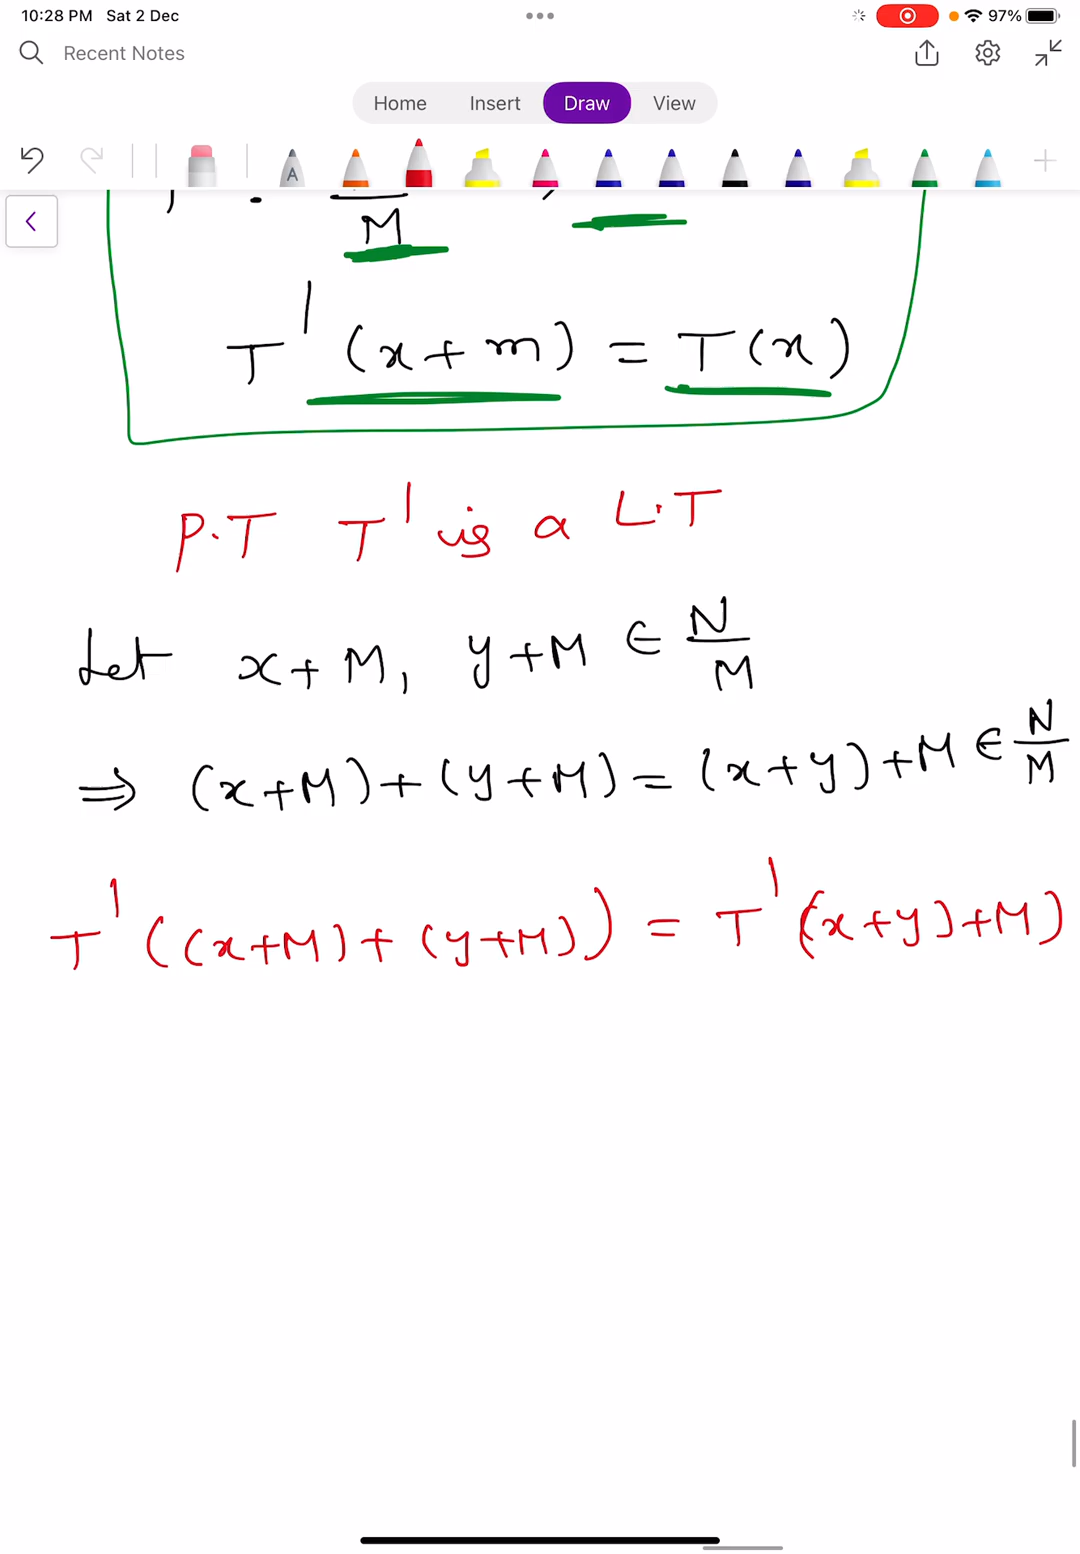 10:28 PM Sat 2 Dec 97%
Recent Notes
Home Insert Draw View
A
M
T' (x+m) = T(x)
P.T T' is a L.T
Let x+M, y+M ∈ N/M
⇒ (x+M)+(y+M) = (x+y)+M ∈ N/M
T'((x+M)+(y+M)) = T'((x+y)+M)